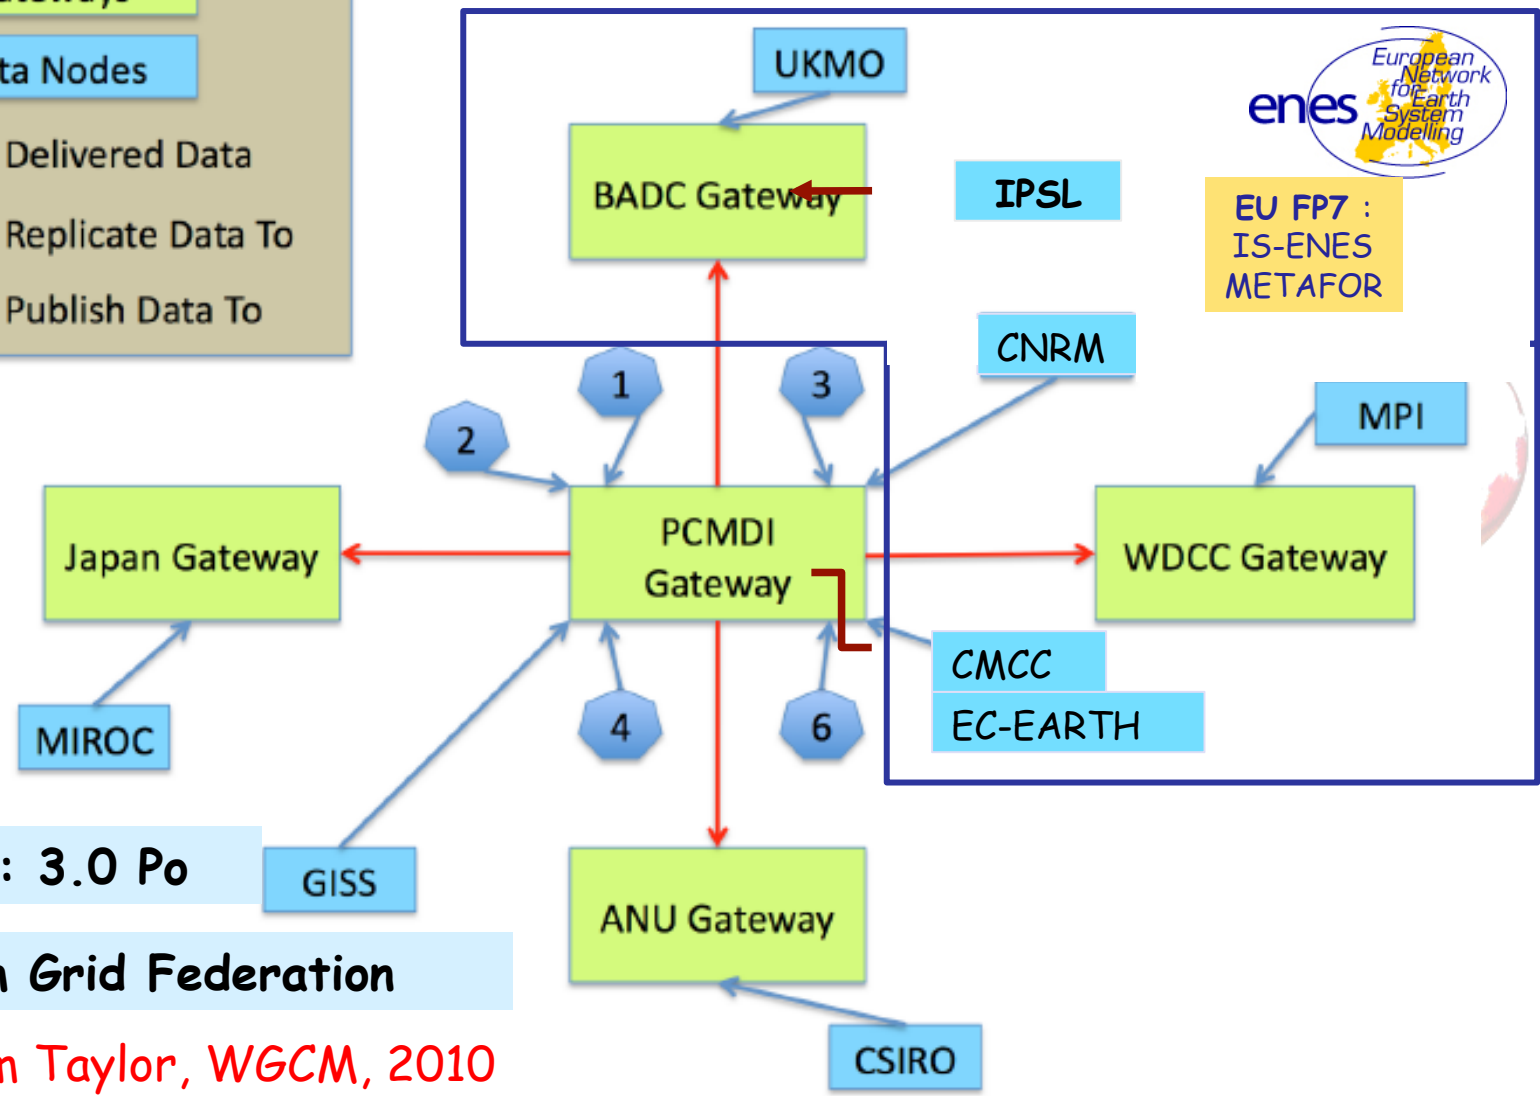 ta Nodes
Delivered Data
Replicate Data To
Publish Data To
UKMO
BADC Gateway
IPSL
enes
European
Network
for Earth
System
Modelling
EU FP7 :
IS-ENES
METAFOR
CNRM
1
3
2
MPI
Japan Gateway
PCMDI
Gateway
WDCC Gateway
MIROC
4
6
CMCC
EC-EARTH
: 3.0 Po
GISS
ANU Gateway
Grid Federation
Taylor, WGCM, 2010
CSIRO